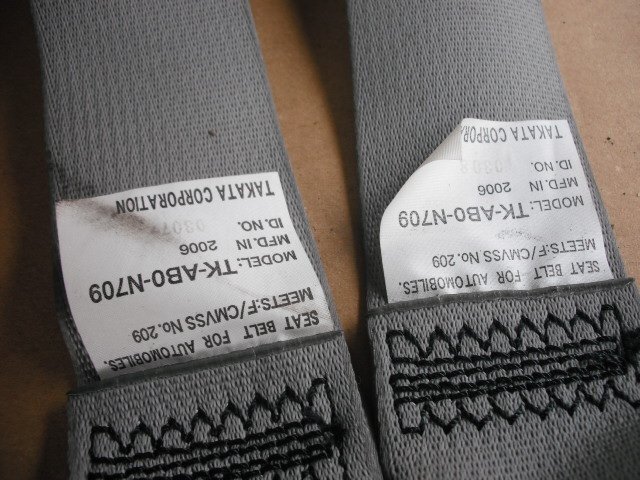 SEAT BELT FOR AUTOMOBILES.
MEETS:F/CMVSS No.209
MODEL: TK-AB0-N709
MFD.IN 2006
ID.NO.
TAKATA CORPORATION
SEAT BELT FOR AUTOMOBILES.
MEETS:F/CMVSS No.209
MODEL: TK-AB0-N709
MFD.IN 2006
ID.NO.
TAKATA CORPOR